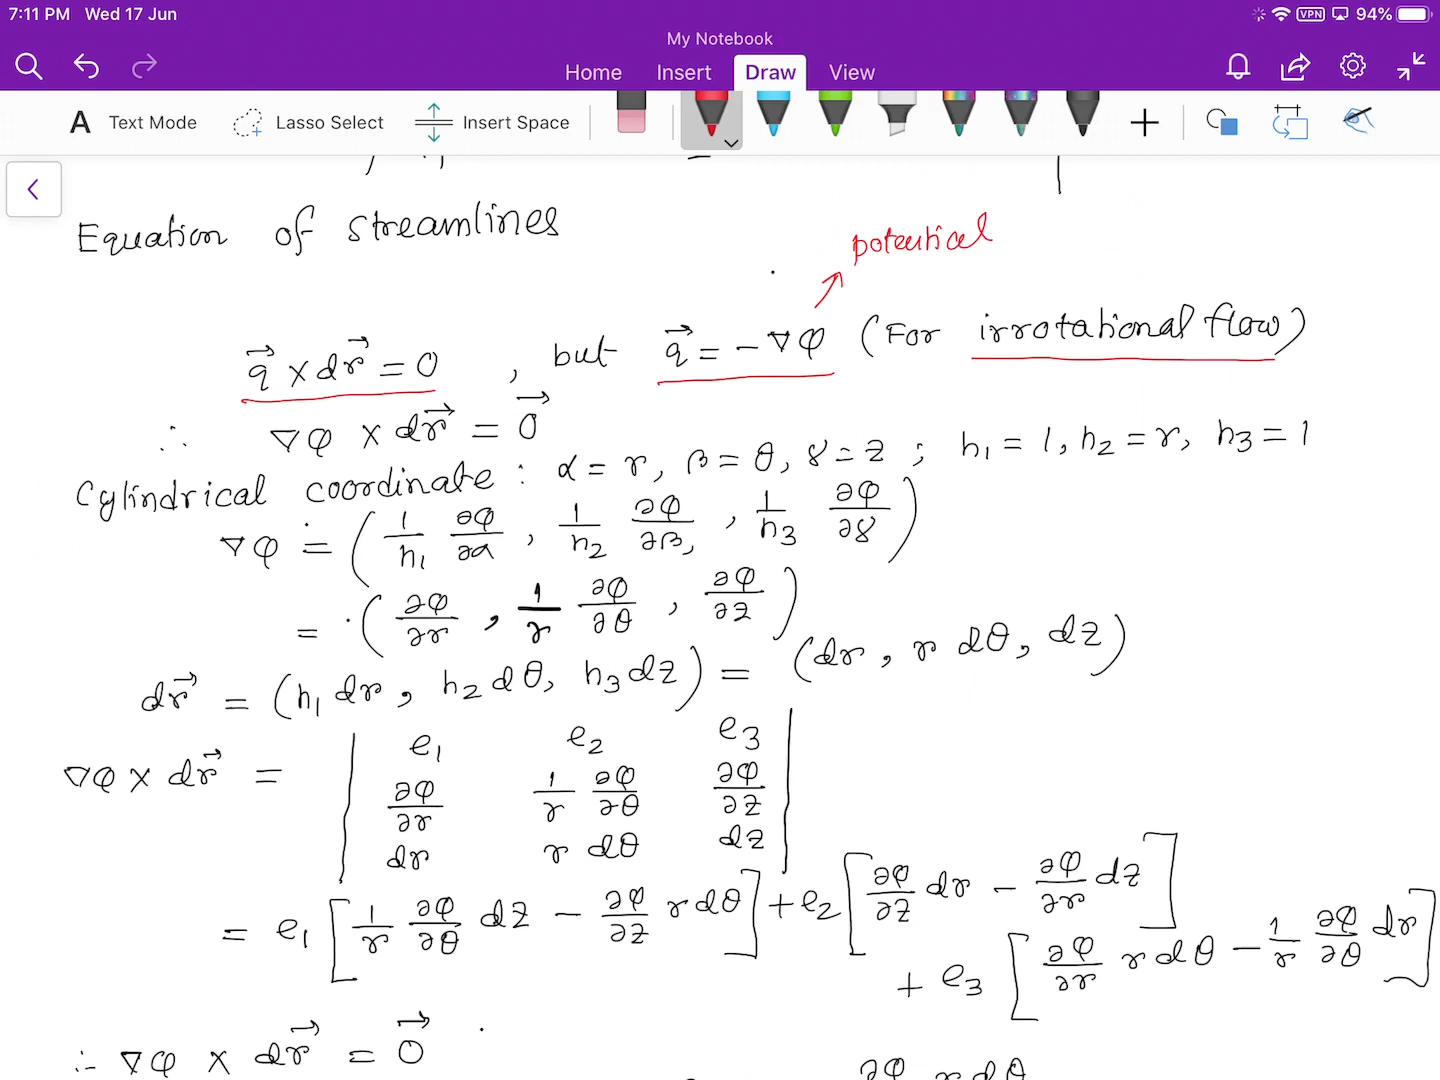 7:11 PM Wed 17 Jun VPN 94%
My Notebook
Home Insert Draw View
A Text Mode Lasso Select Insert Space
Equation of streamlines
potential
q⃗ × dr⃗ = 0 , but q⃗ = -∇φ (For irrotational flow)
∴ ∇φ × dr⃗ = 0⃗
Cylindrical coordinate : α = r, β = θ, γ = z ; h₁ = 1, h₂ = r, h₃ = 1
∇φ = (1/h₁ ∂φ/∂α , 1/h₂ ∂φ/∂β , 1/h₃ ∂φ/∂γ)
= (∂φ/∂r , 1/r ∂φ/∂θ , ∂φ/∂z)
dr⃗ = (h₁ dr , h₂ dθ, h₃ dz) = (dr , r dθ, dz)
∇φ × dr⃗ = | e₁ e₂ e₃
∂φ/∂r 1/r ∂φ/∂θ ∂φ/∂z
dr r dθ dz |
= e₁ [1/r ∂φ/∂θ dz − ∂φ/∂z r dθ] + e₂ [∂φ/∂z dr − ∂φ/∂r dz]
+ e₃ [∂φ/∂r r dθ − 1/r ∂φ/∂θ dr]
∴ ∇φ × dr⃗ = 0⃗
∂φ r dθ